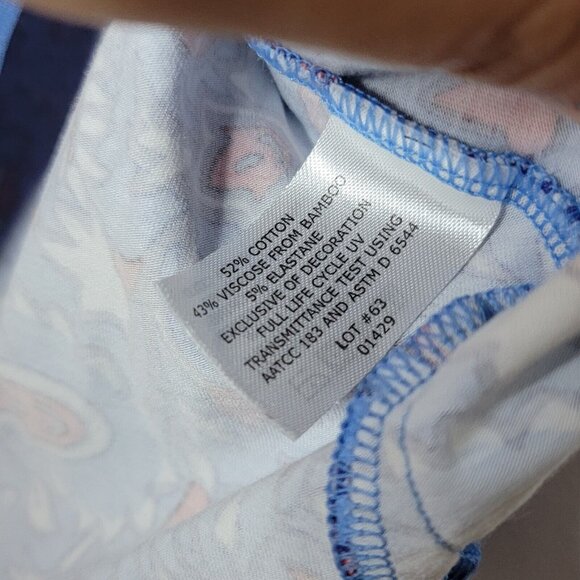 52% COTTON
43% VISCOSE FROM BAMBOO
5% ELASTANE
EXCLUSIVE OF DECORATION
FULL LIFE CYCLE UV
TRANSMITTANCE TEST USING
AATCC 183 AND ASTM D 6544
LOT #63
01429